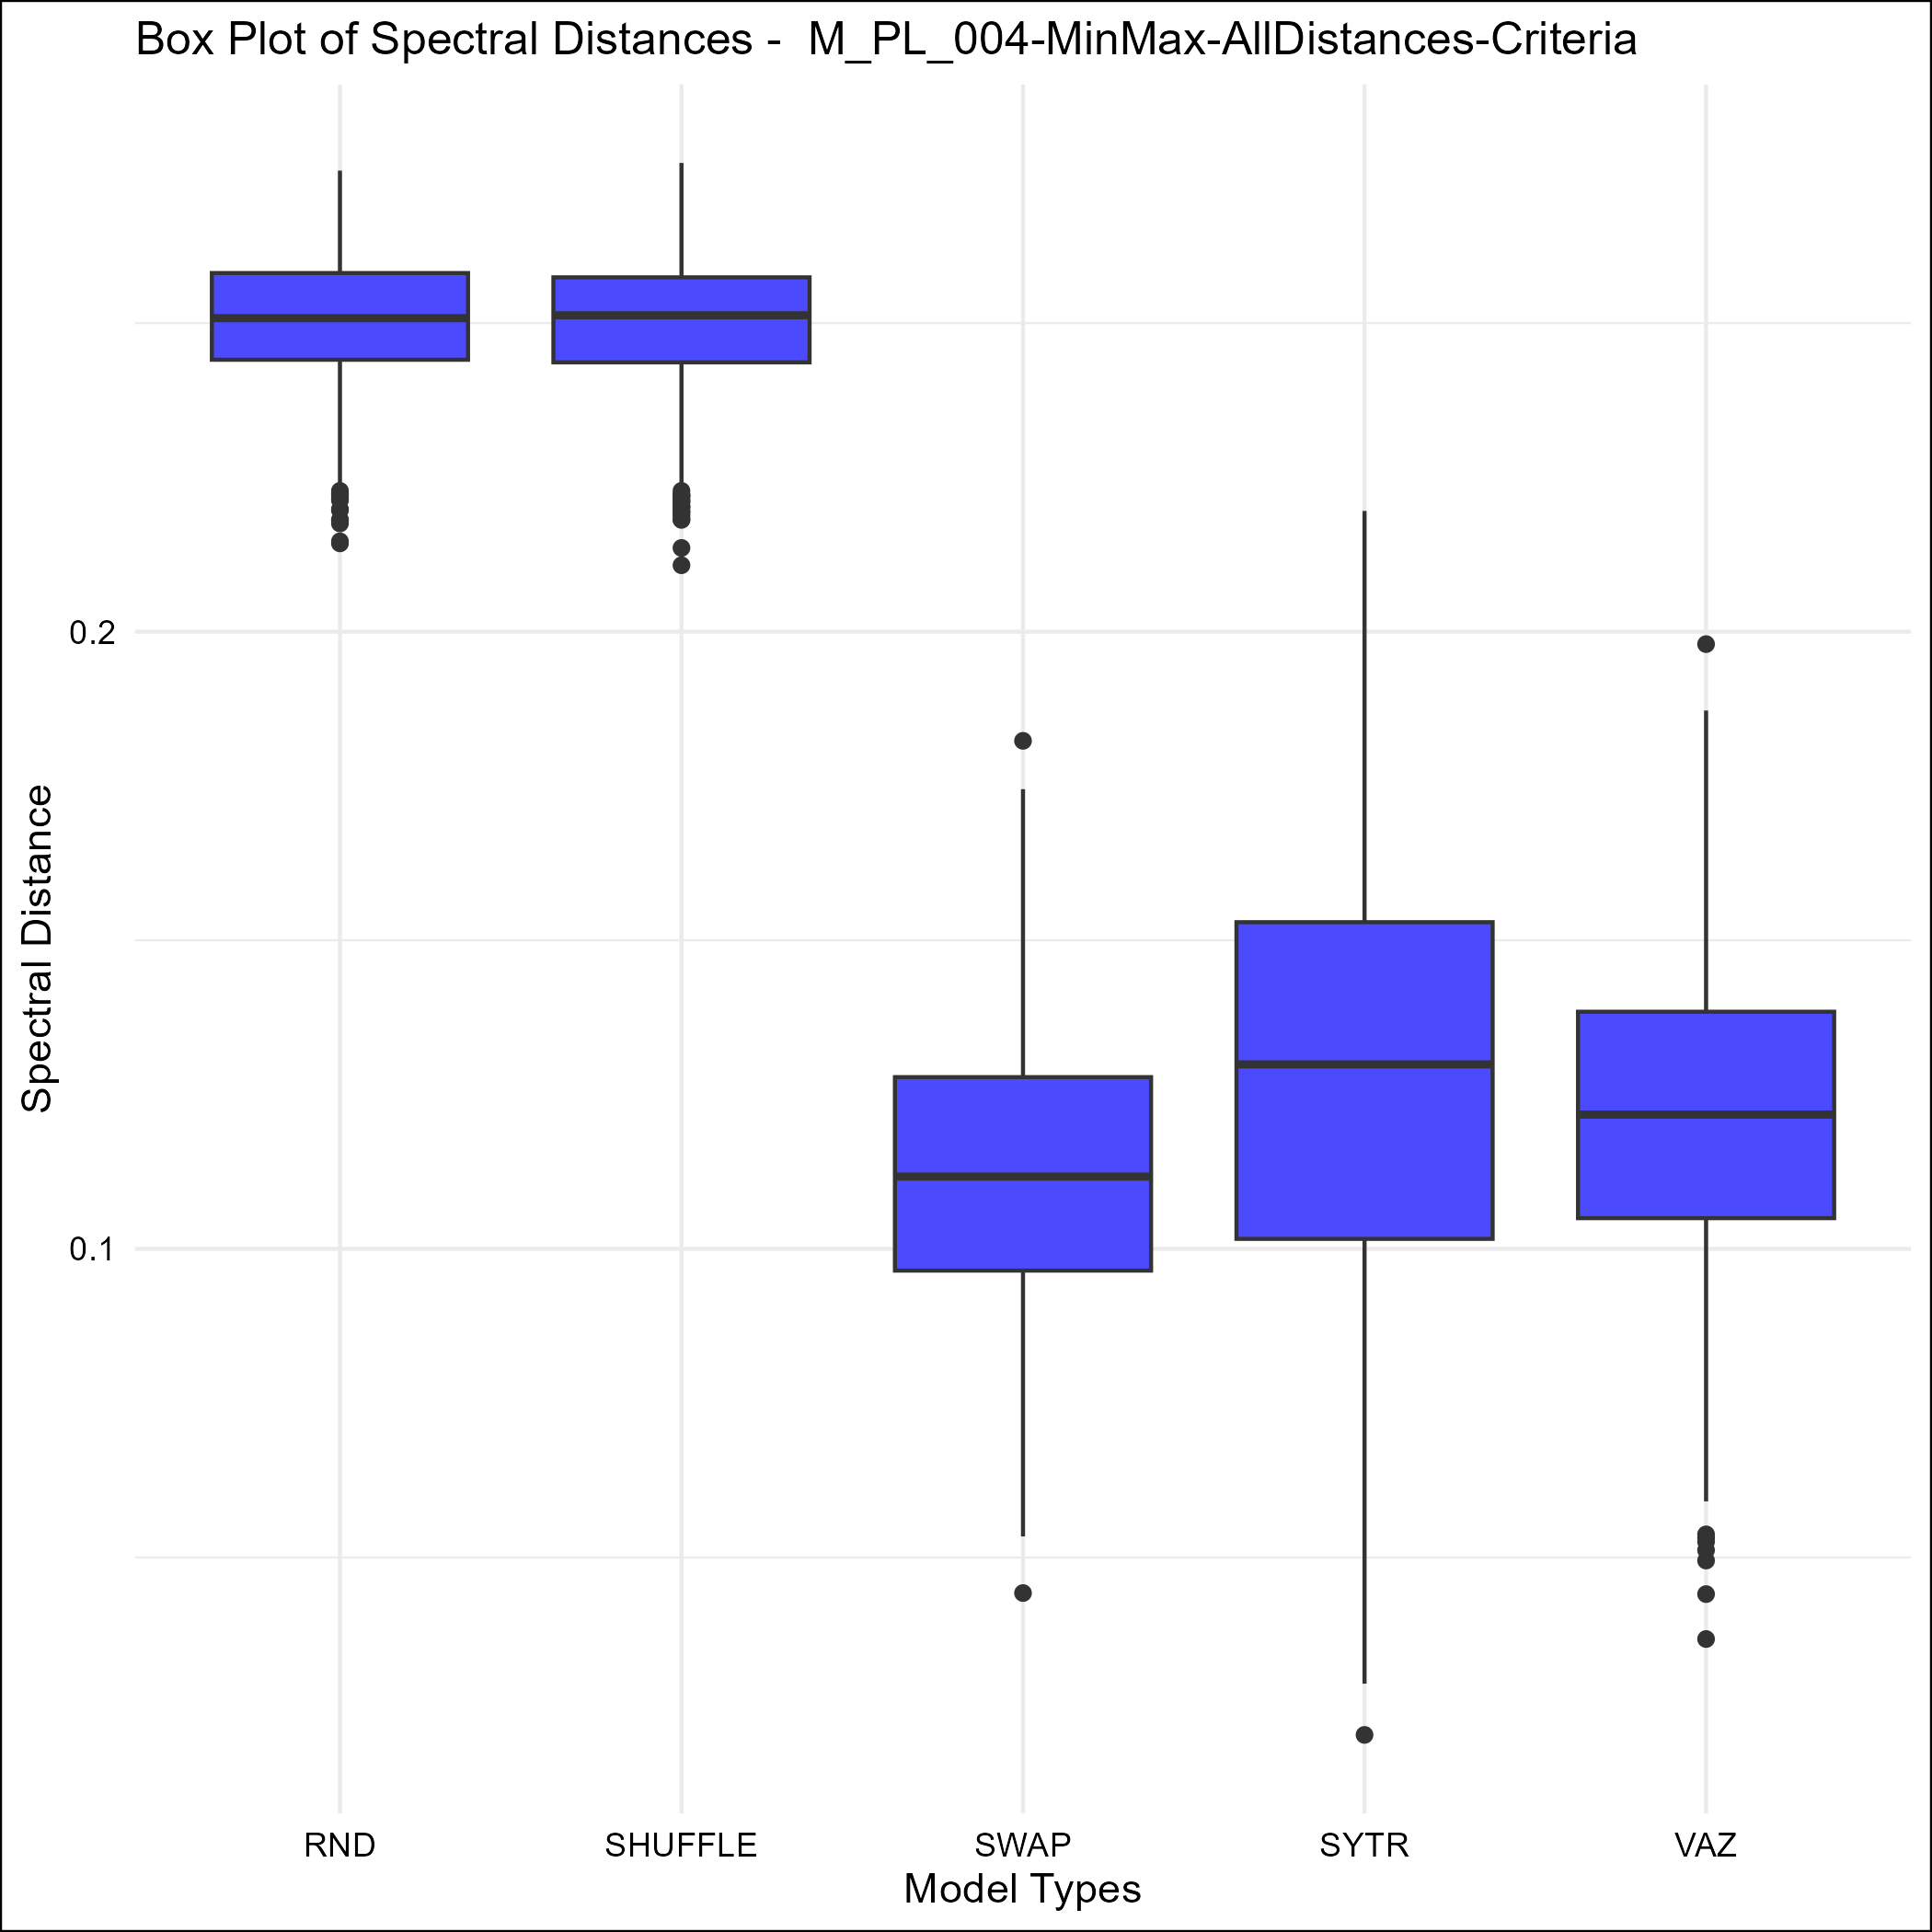 Box Plot of Spectral Distances -  M_PL_004-MinMax-AllDistances-Criteria
Spectral Distance
0.2
0.1
RND SHUFFLE SWAP SYTR VAZ
Model Types